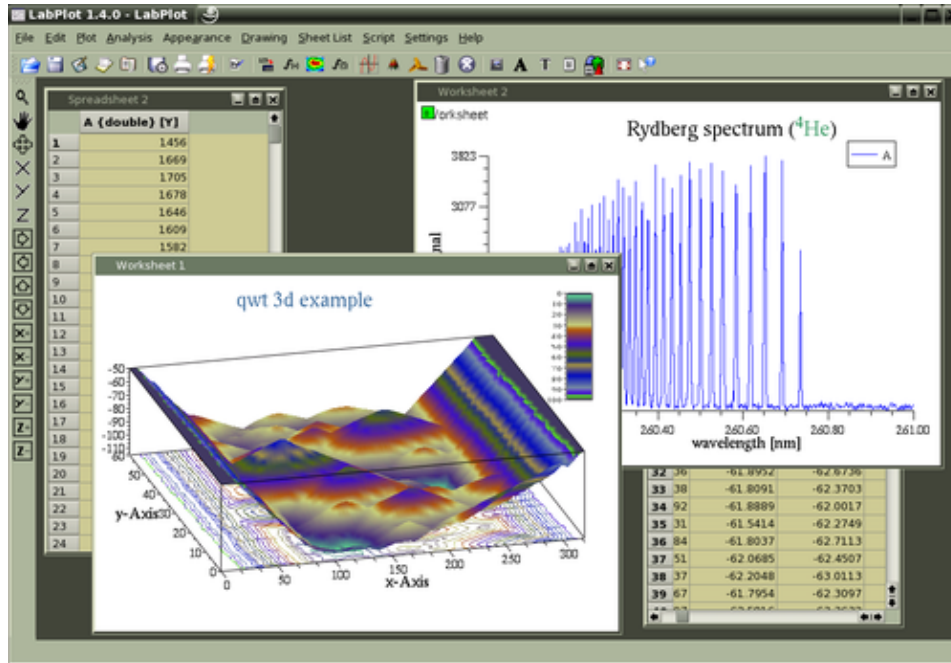 LabPlot 1.4.0 - LabPlot
File Edit Plot Analysis Appearance Drawing Sheet List Script Settings Help
Spreadsheet 2
A {double} [Y]
1 1456
2 1669
3 1705
4 1678
5 1646
6 1609
7 1582
8
9
10
11
12
13
14
15
16
17
18
19
20
21
22
23
24
Worksheet 2
Worksheet
Rydberg spectrum (⁴He)
A
3823
3077
260.40 260.60 260.80 261.00
wavelength [nm]
Worksheet 1
qwt 3d example
-50
-60
-70
-80
-90
-100
-110
60
50
40
30
20
10
0
y-Axis
0 50 100 150 200 250 300
x-Axis
32 36 -61.8952 -62.6736
33 38 -61.8091 -62.3703
34 92 -61.8889 -62.0017
35 31 -61.5414 -62.2749
36 84 -61.8037 -62.7113
37 51 -62.0685 -62.4507
38 37 -62.2048 -63.0113
39 67 -61.7954 -62.3097